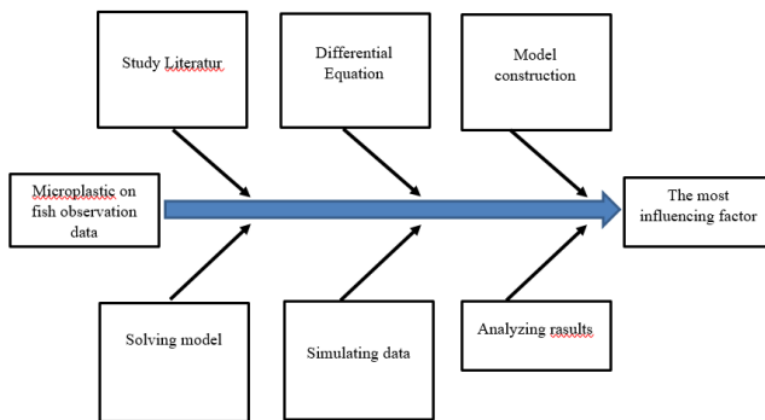 Study Literatur
Differential
Equation
Model
construction
Microplastic on
fish observation
data
The most
influencing factor
Solving model
Simulating data
Analyzing rasults